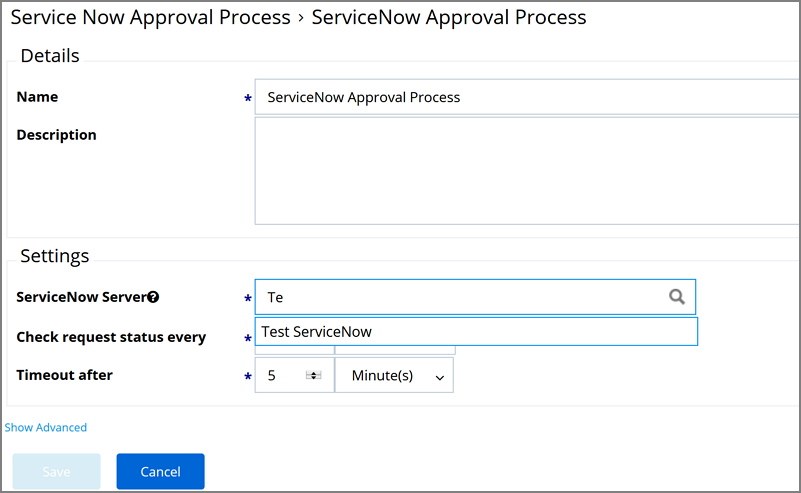 Service Now Approval Process › ServiceNow Approval Process
Details
Name * ServiceNow Approval Process
Description
Settings
ServiceNow Server * Te
Test ServiceNow
Check request status every *
Timeout after * 5 Minute(s)
Show Advanced
Save Cancel